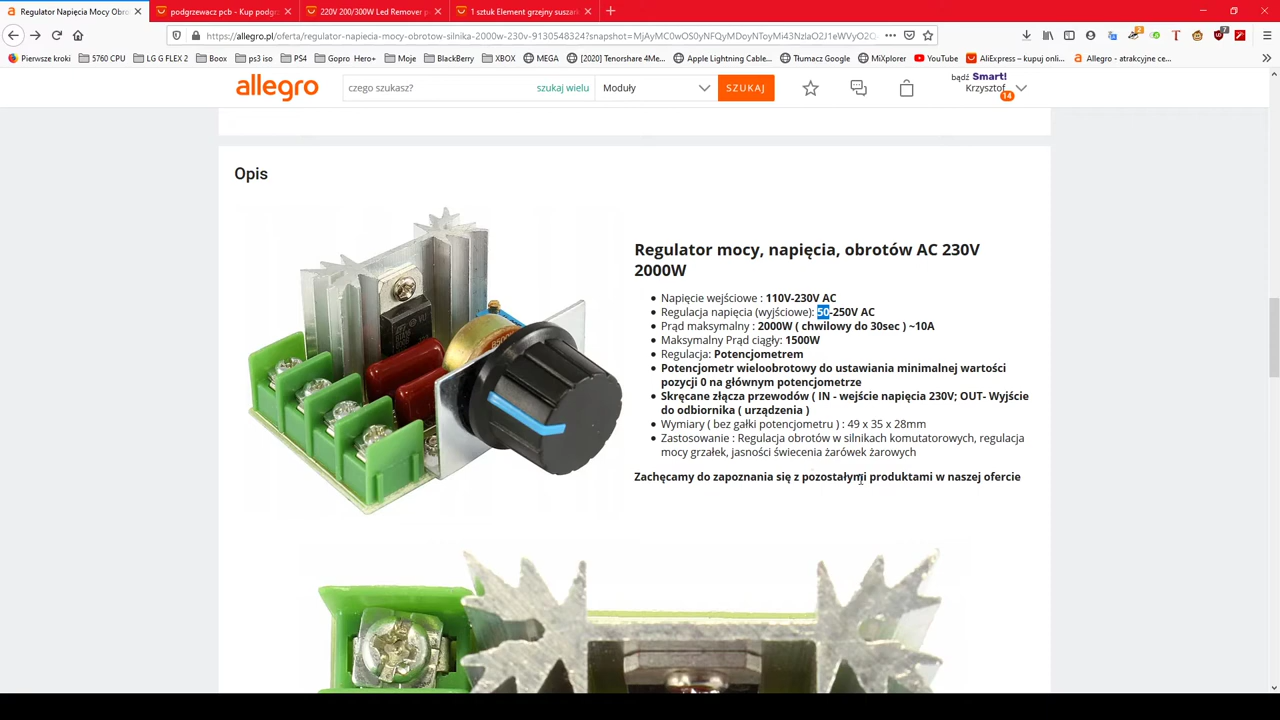 Regulator Napięcia Mocy Obro
podgrzewacz pcb - Kup podgr
220V 200/300W Led Remover p
1 sztuk Element grzejny suszark
https://allegro.pl/oferta/regulator-napiecia-mocy-obrotow-silnika-2000w-230v-9130548324?snapshot=
Pierwsze kroki 5760 CPU LG G FLEX 2 Boox ps3 iso PS4 Gopro Hero+ Moje BlackBerry XBOX MEGA [2020] Tenorshare 4Me... Apple Lightning Cable... Tłumacz Google MiXplorer YouTube AliExpress – kupuj onli... Allegro - atrakcyjne ce...
allegro
czego szukasz? szukaj wielu Moduły SZUKAJ
bądź Smart!
Krzysztof
14
Opis
Regulator mocy, napięcia, obrotów AC 230V
2000W
Napięcie wejściowe : 110V-230V AC
Regulacja napięcia (wyjściowe): 50-250V AC
Prąd maksymalny : 2000W ( chwilowy do 30sec ) ~10A
Maksymalny Prąd ciągły: 1500W
Regulacja: Potencjometrem
Potencjometr wieloobrotowy do ustawiania minimalnej wartości
pozycji 0 na głównym potencjometrze
Skręcane złącza przewodów ( IN - wejście napięcia 230V; OUT- Wyjście
do odbiornika ( urządzenia )
Wymiary ( bez gałki potencjometru ) : 49 x 35 x 28mm
Zastosowanie : Regulacja obrotów w silnikach komutatorowych, regulacja
mocy grzałek, jasności świecenia żarówek żarowych
Zachęcamy do zapoznania się z pozostałymi produktami w naszej ofercie